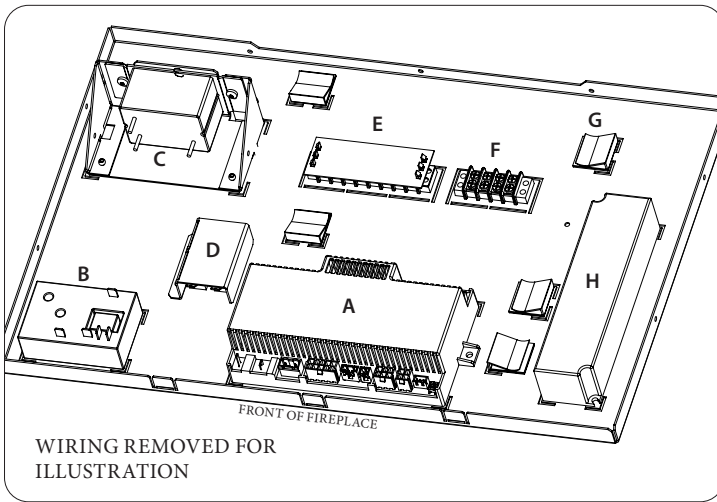 E
F
G
C
D
B
H
A
FRONT OF FIREPLACE
WIRING REMOVED FOR
ILLUSTRATION